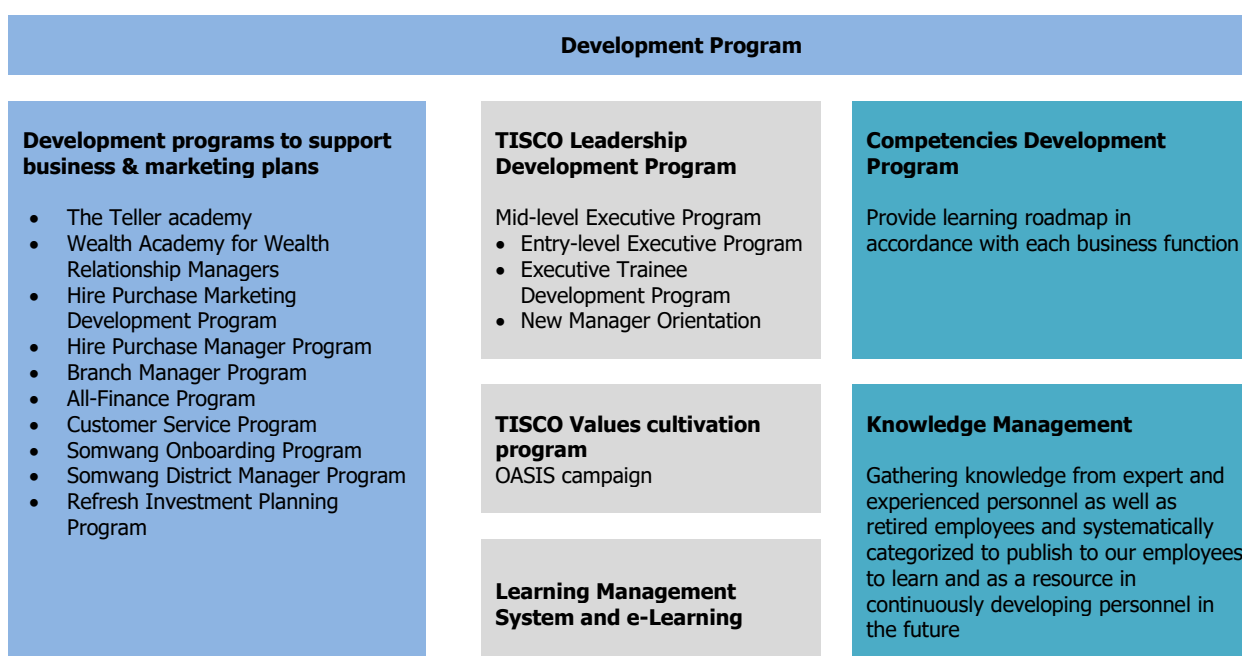 Development Program
Development programs to support
business & marketing plans
• The Teller academy
• Wealth Academy for Wealth
Relationship Managers
• Hire Purchase Marketing
Development Program
• Hire Purchase Manager Program
• Branch Manager Program
• All-Finance Program
• Customer Service Program
• Somwang Onboarding Program
• Somwang District Manager Program
• Refresh Investment Planning
Program
TISCO Leadership
Development Program
Mid-level Executive Program
• Entry-level Executive Program
• Executive Trainee
Development Program
• New Manager Orientation
TISCO Values cultivation
program
OASIS campaign
Learning Management
System and e-Learning
Competencies Development
Program
Provide learning roadmap in
accordance with each business function
Knowledge Management
Gathering knowledge from expert and
experienced personnel as well as
retired employees and systematically
categorized to publish to our employees
to learn and as a resource in
continuously developing personnel in
the future